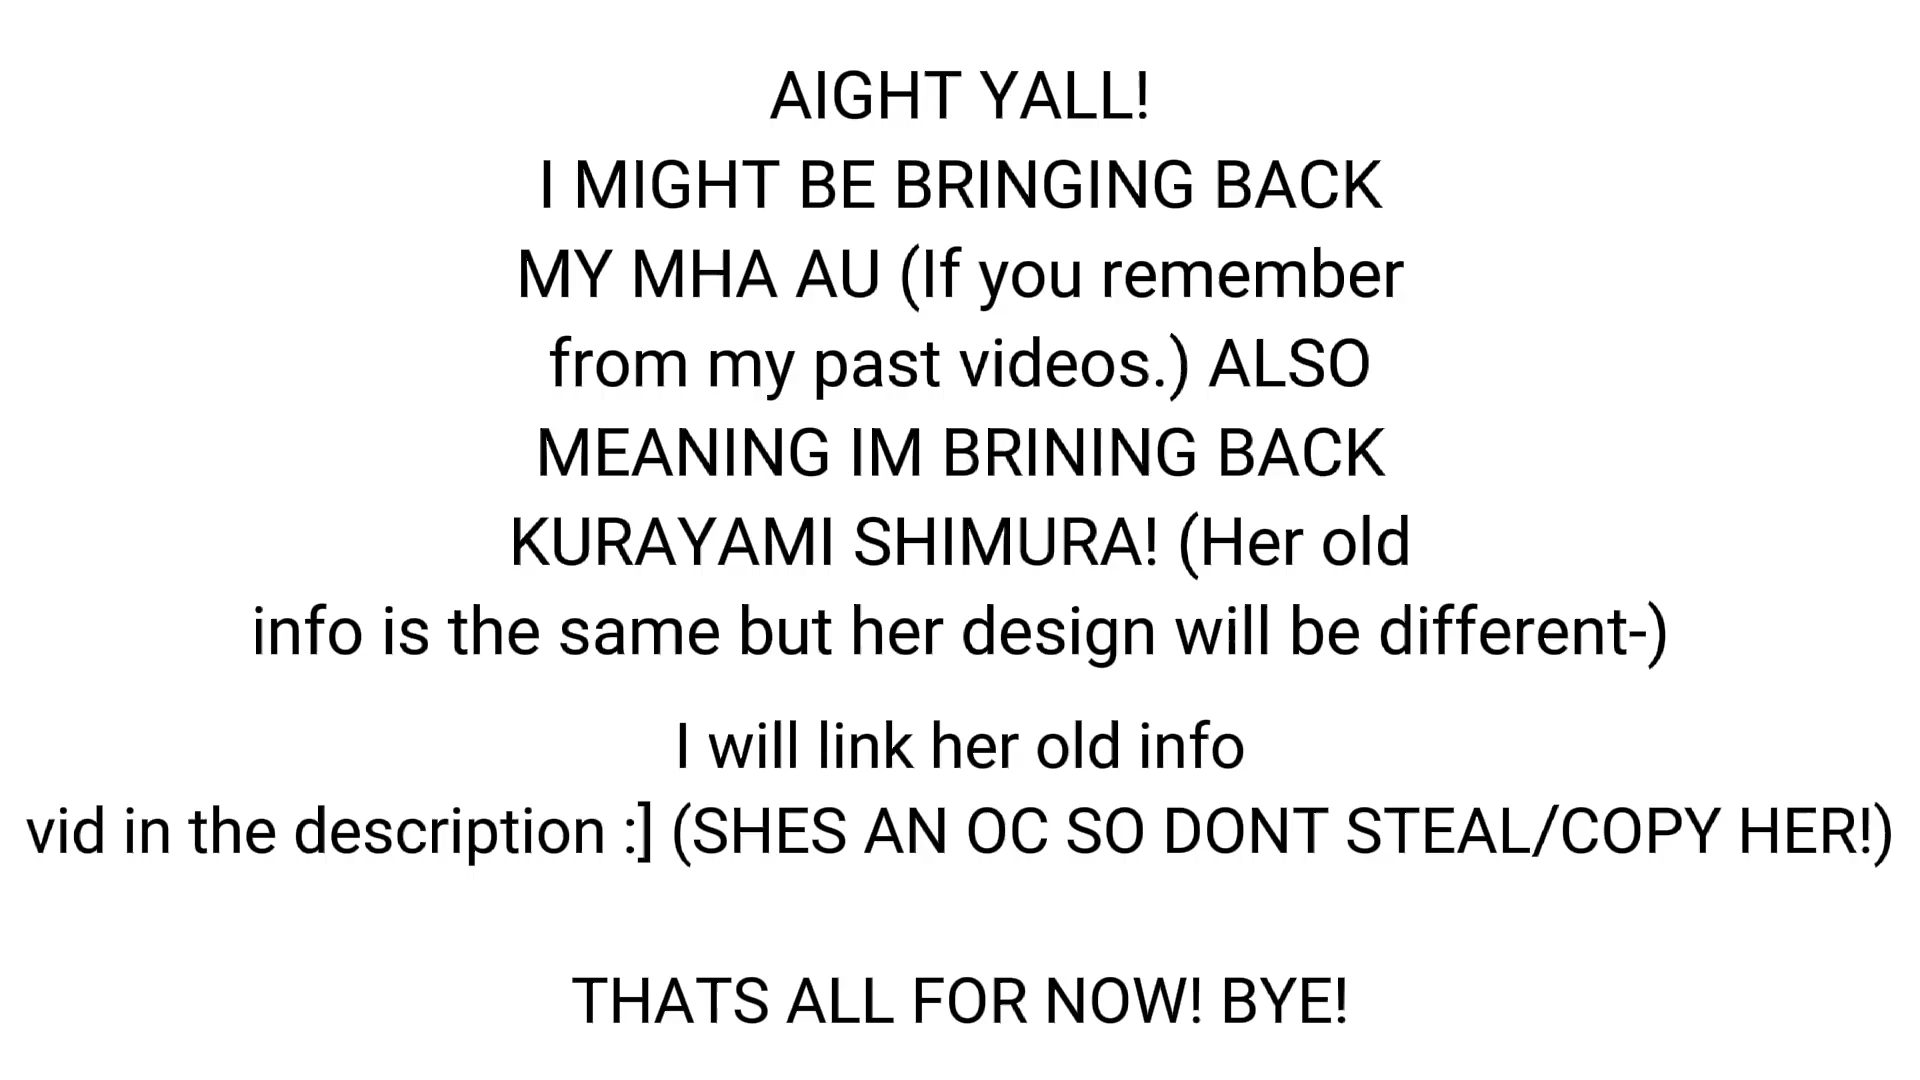 AIGHT YALL!
I MIGHT BE BRINGING BACK
MY MHA AU (If you remember
from my past videos.) ALSO
MEANING IM BRINING BACK
KURAYAMI SHIMURA! (Her old
info is the same but her design will be different-)
I will link her old info
vid in the description :] (SHES AN OC SO DONT STEAL/COPY HER!)
THATS ALL FOR NOW! BYE!